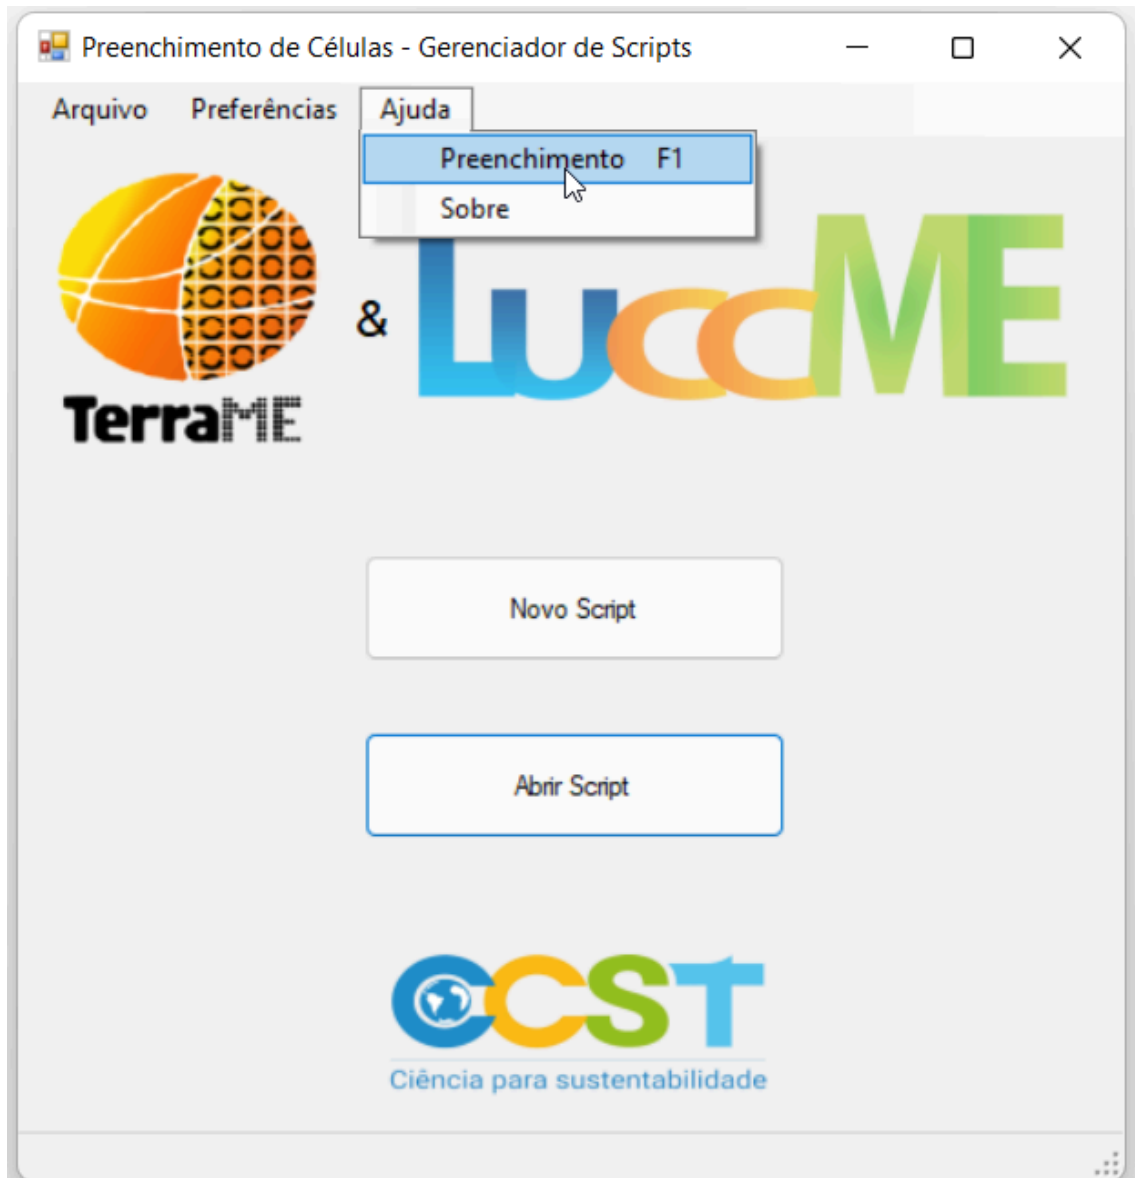 Preenchimento de Células - Gerenciador de Scripts
Arquivo Preferências Ajuda
Preenchimento F1
Sobre
TerraME
&
LuccME
Novo Script
Abrir Script
CCST
Ciência para sustentabilidade